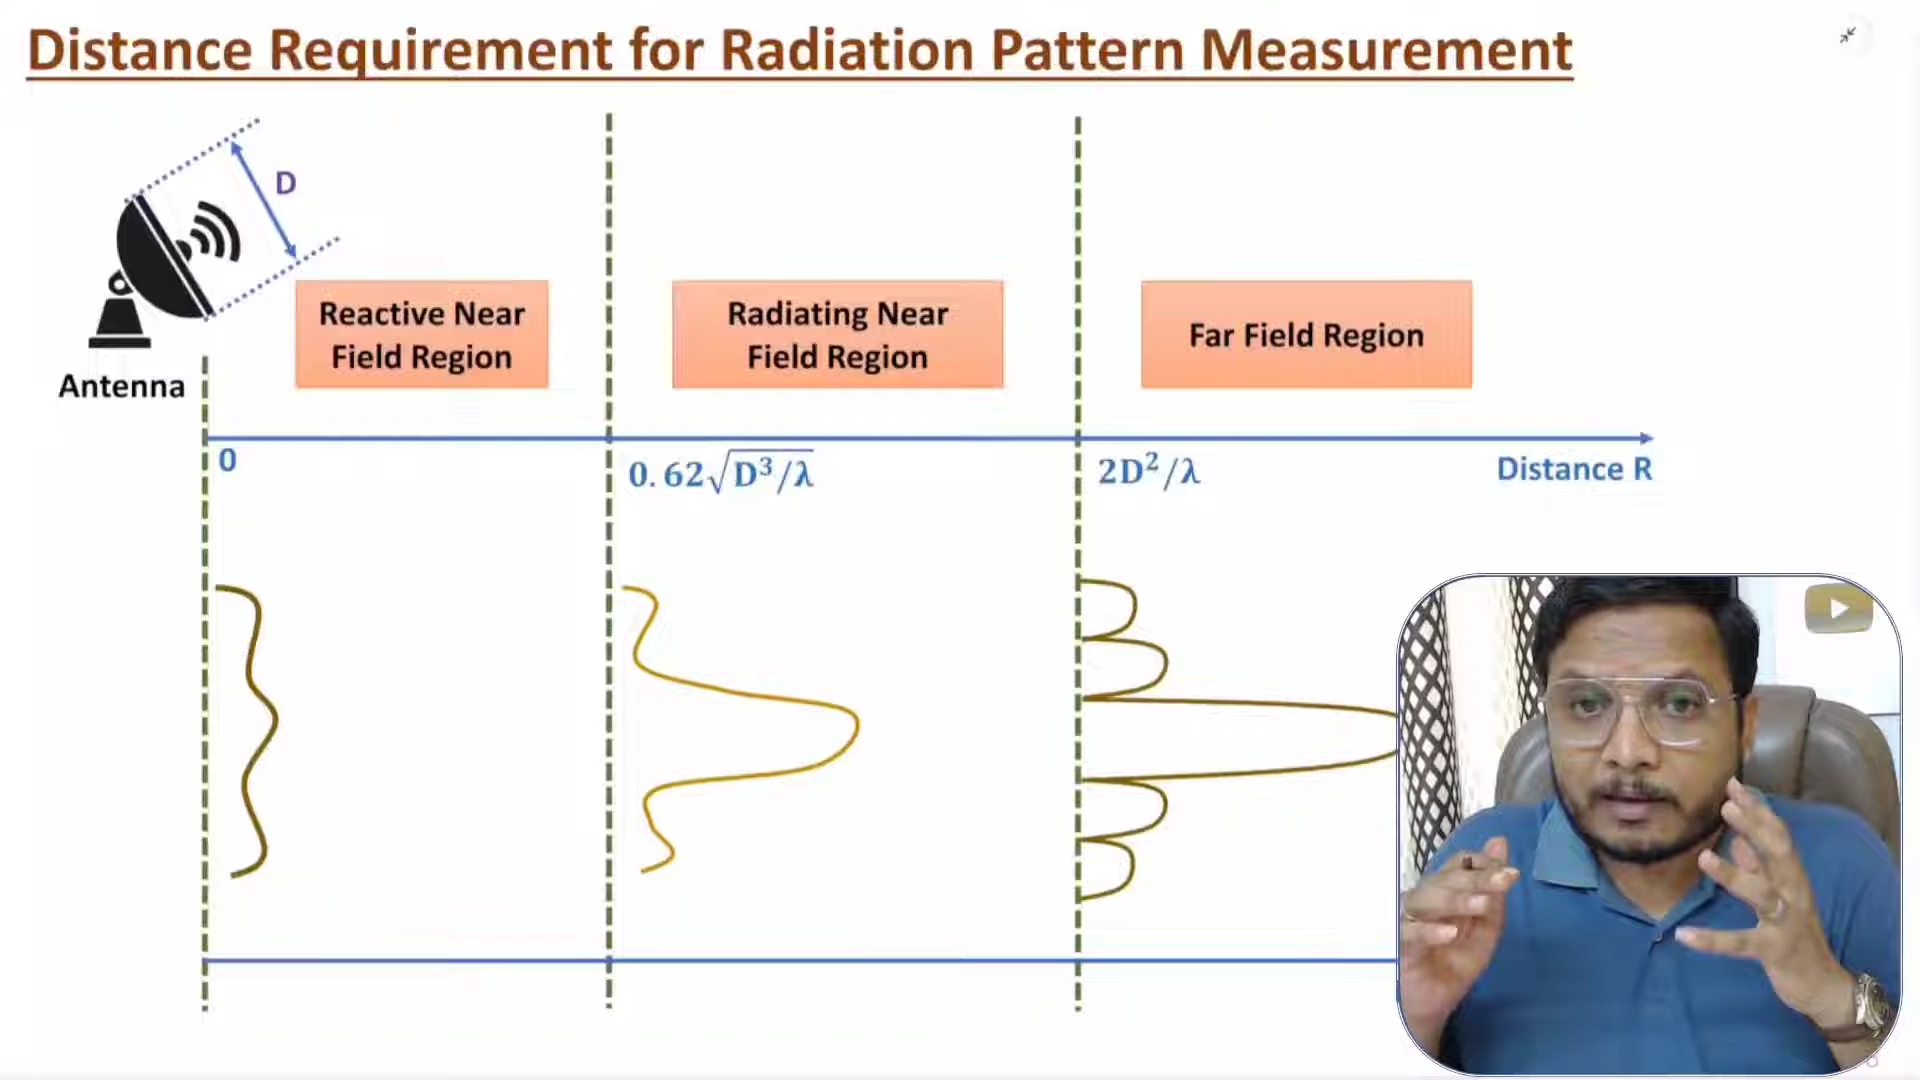 Distance Requirement for Radiation Pattern Measurement
D
Reactive Near
Field Region
Radiating Near
Field Region
Far Field Region
Antenna
0
0.62√D³/λ
2D²/λ
Distance R